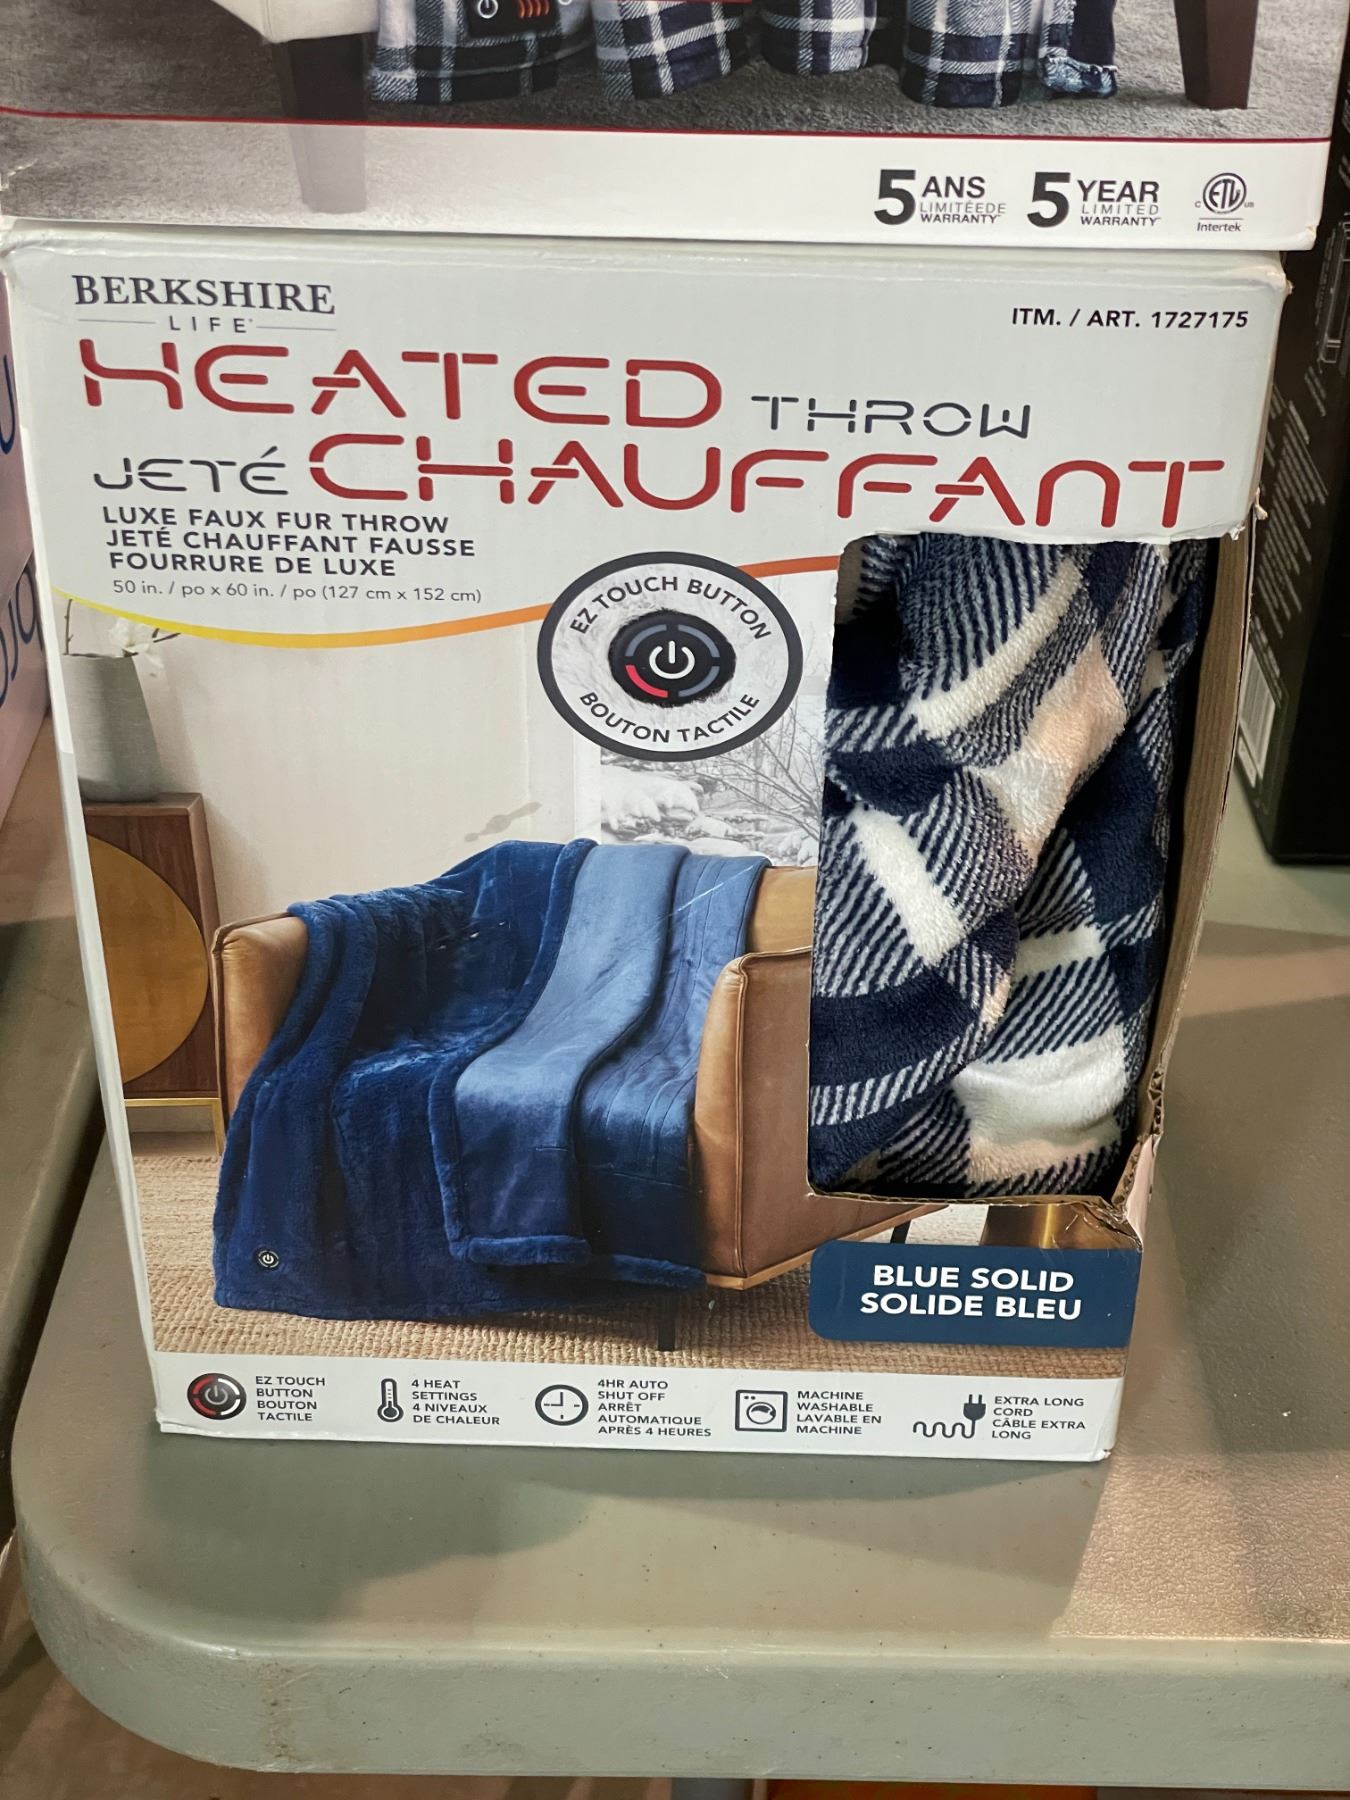 5 ANS
LIMITÉEDE
WARRANTY
5 YEAR
LIMITED
WARRANTY
C ETL US
Intertek
BERKSHIRE
LIFE
ITM. / ART. 1727175
HEATED THROW
JETÉ CHAUFFANT
LUXE FAUX FUR THROW
JETÉ CHAUFFANT FAUSSE
FOURRURE DE LUXE
50 in. / po x 60 in. / po (127 cm x 152 cm)
EZ TOUCH BUTTON
BOUTON TACTILE
BLUE SOLID
SOLIDE BLEU
EZ TOUCH
BUTTON
BOUTON
TACTILE
4 HEAT
SETTINGS
4 NIVEAUX
DE CHALEUR
4HR AUTO
SHUT OFF
ARRÊT
AUTOMATIQUE
APRÈS 4 HEURES
MACHINE
WASHABLE
LAVABLE EN
MACHINE
EXTRA LONG
CORD
CÂBLE EXTRA
LONG